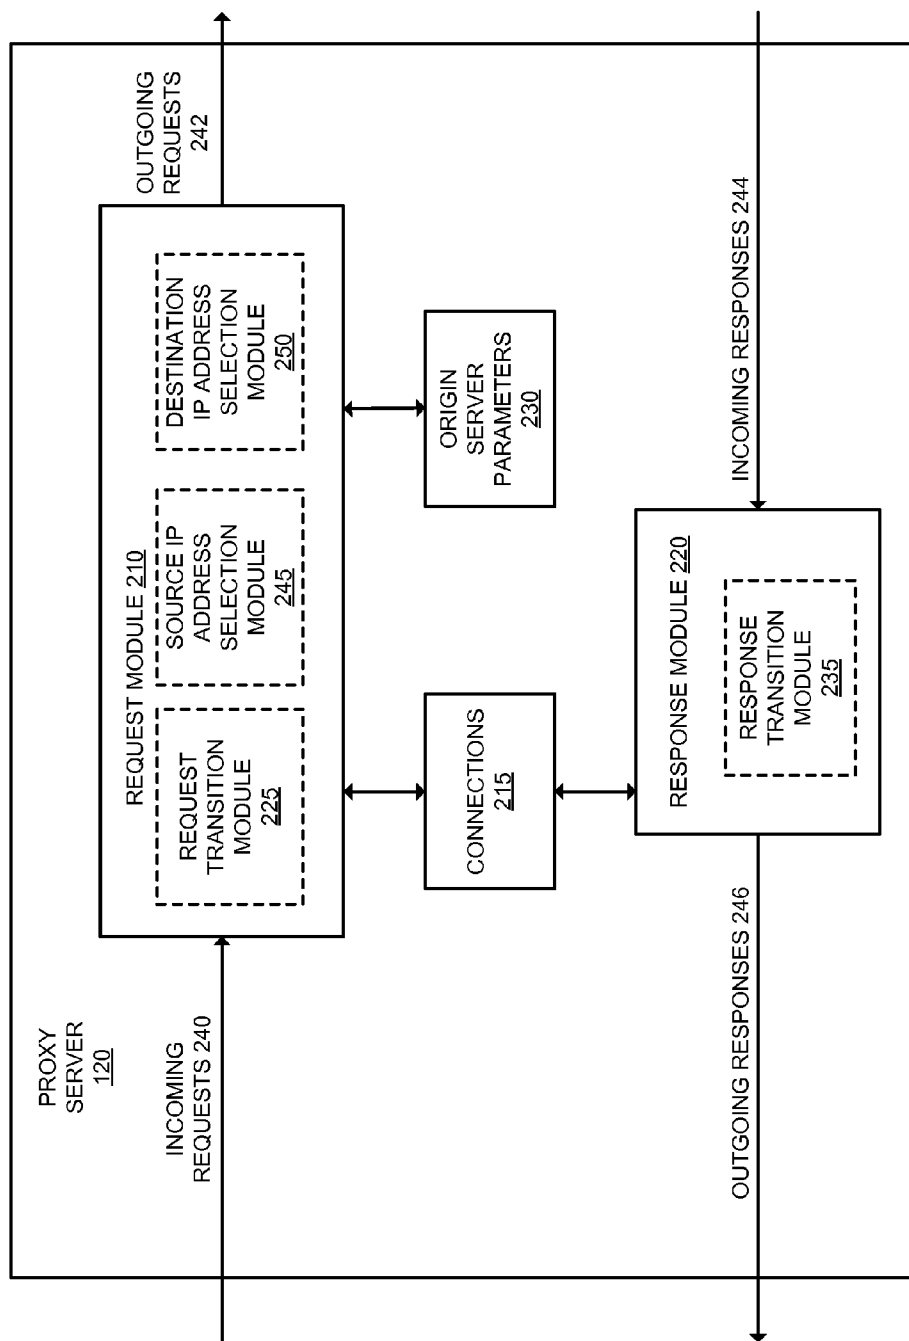 PROXY
SERVER
120
INCOMING
REQUESTS 240
REQUEST MODULE 210
REQUEST
TRANSITION
MODULE
225
SOURCE IP
ADDRESS
SELECTION
MODULE
245
DESTINATION
IP ADDRESS
SELECTION
MODULE
250
OUTGOING
REQUESTS
242
CONNECTIONS
215
ORIGIN
SERVER
PARAMETERS
230
OUTGOING RESPONSES 246
RESPONSE MODULE 220
RESPONSE
TRANSITION
MODULE
235
INCOMING RESPONSES 244